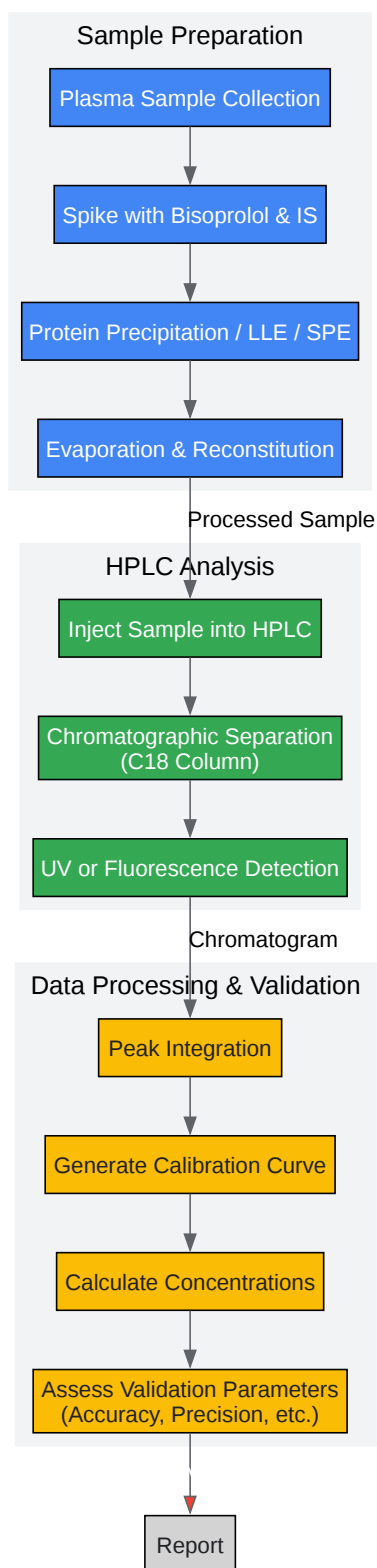 Sample Preparation
Plasma Sample Collection
Spike with Bisoprolol & IS
Protein Precipitation / LLE / SPE
Evaporation & Reconstitution
Processed Sample
HPLC Analysis
Inject Sample into HPLC
Chromatographic Separation
(C18 Column)
UV or Fluorescence Detection
Chromatogram
Data Processing & Validation
Peak Integration
Generate Calibration Curve
Calculate Concentrations
Assess Validation Parameters
(Accuracy, Precision, etc.)
Report